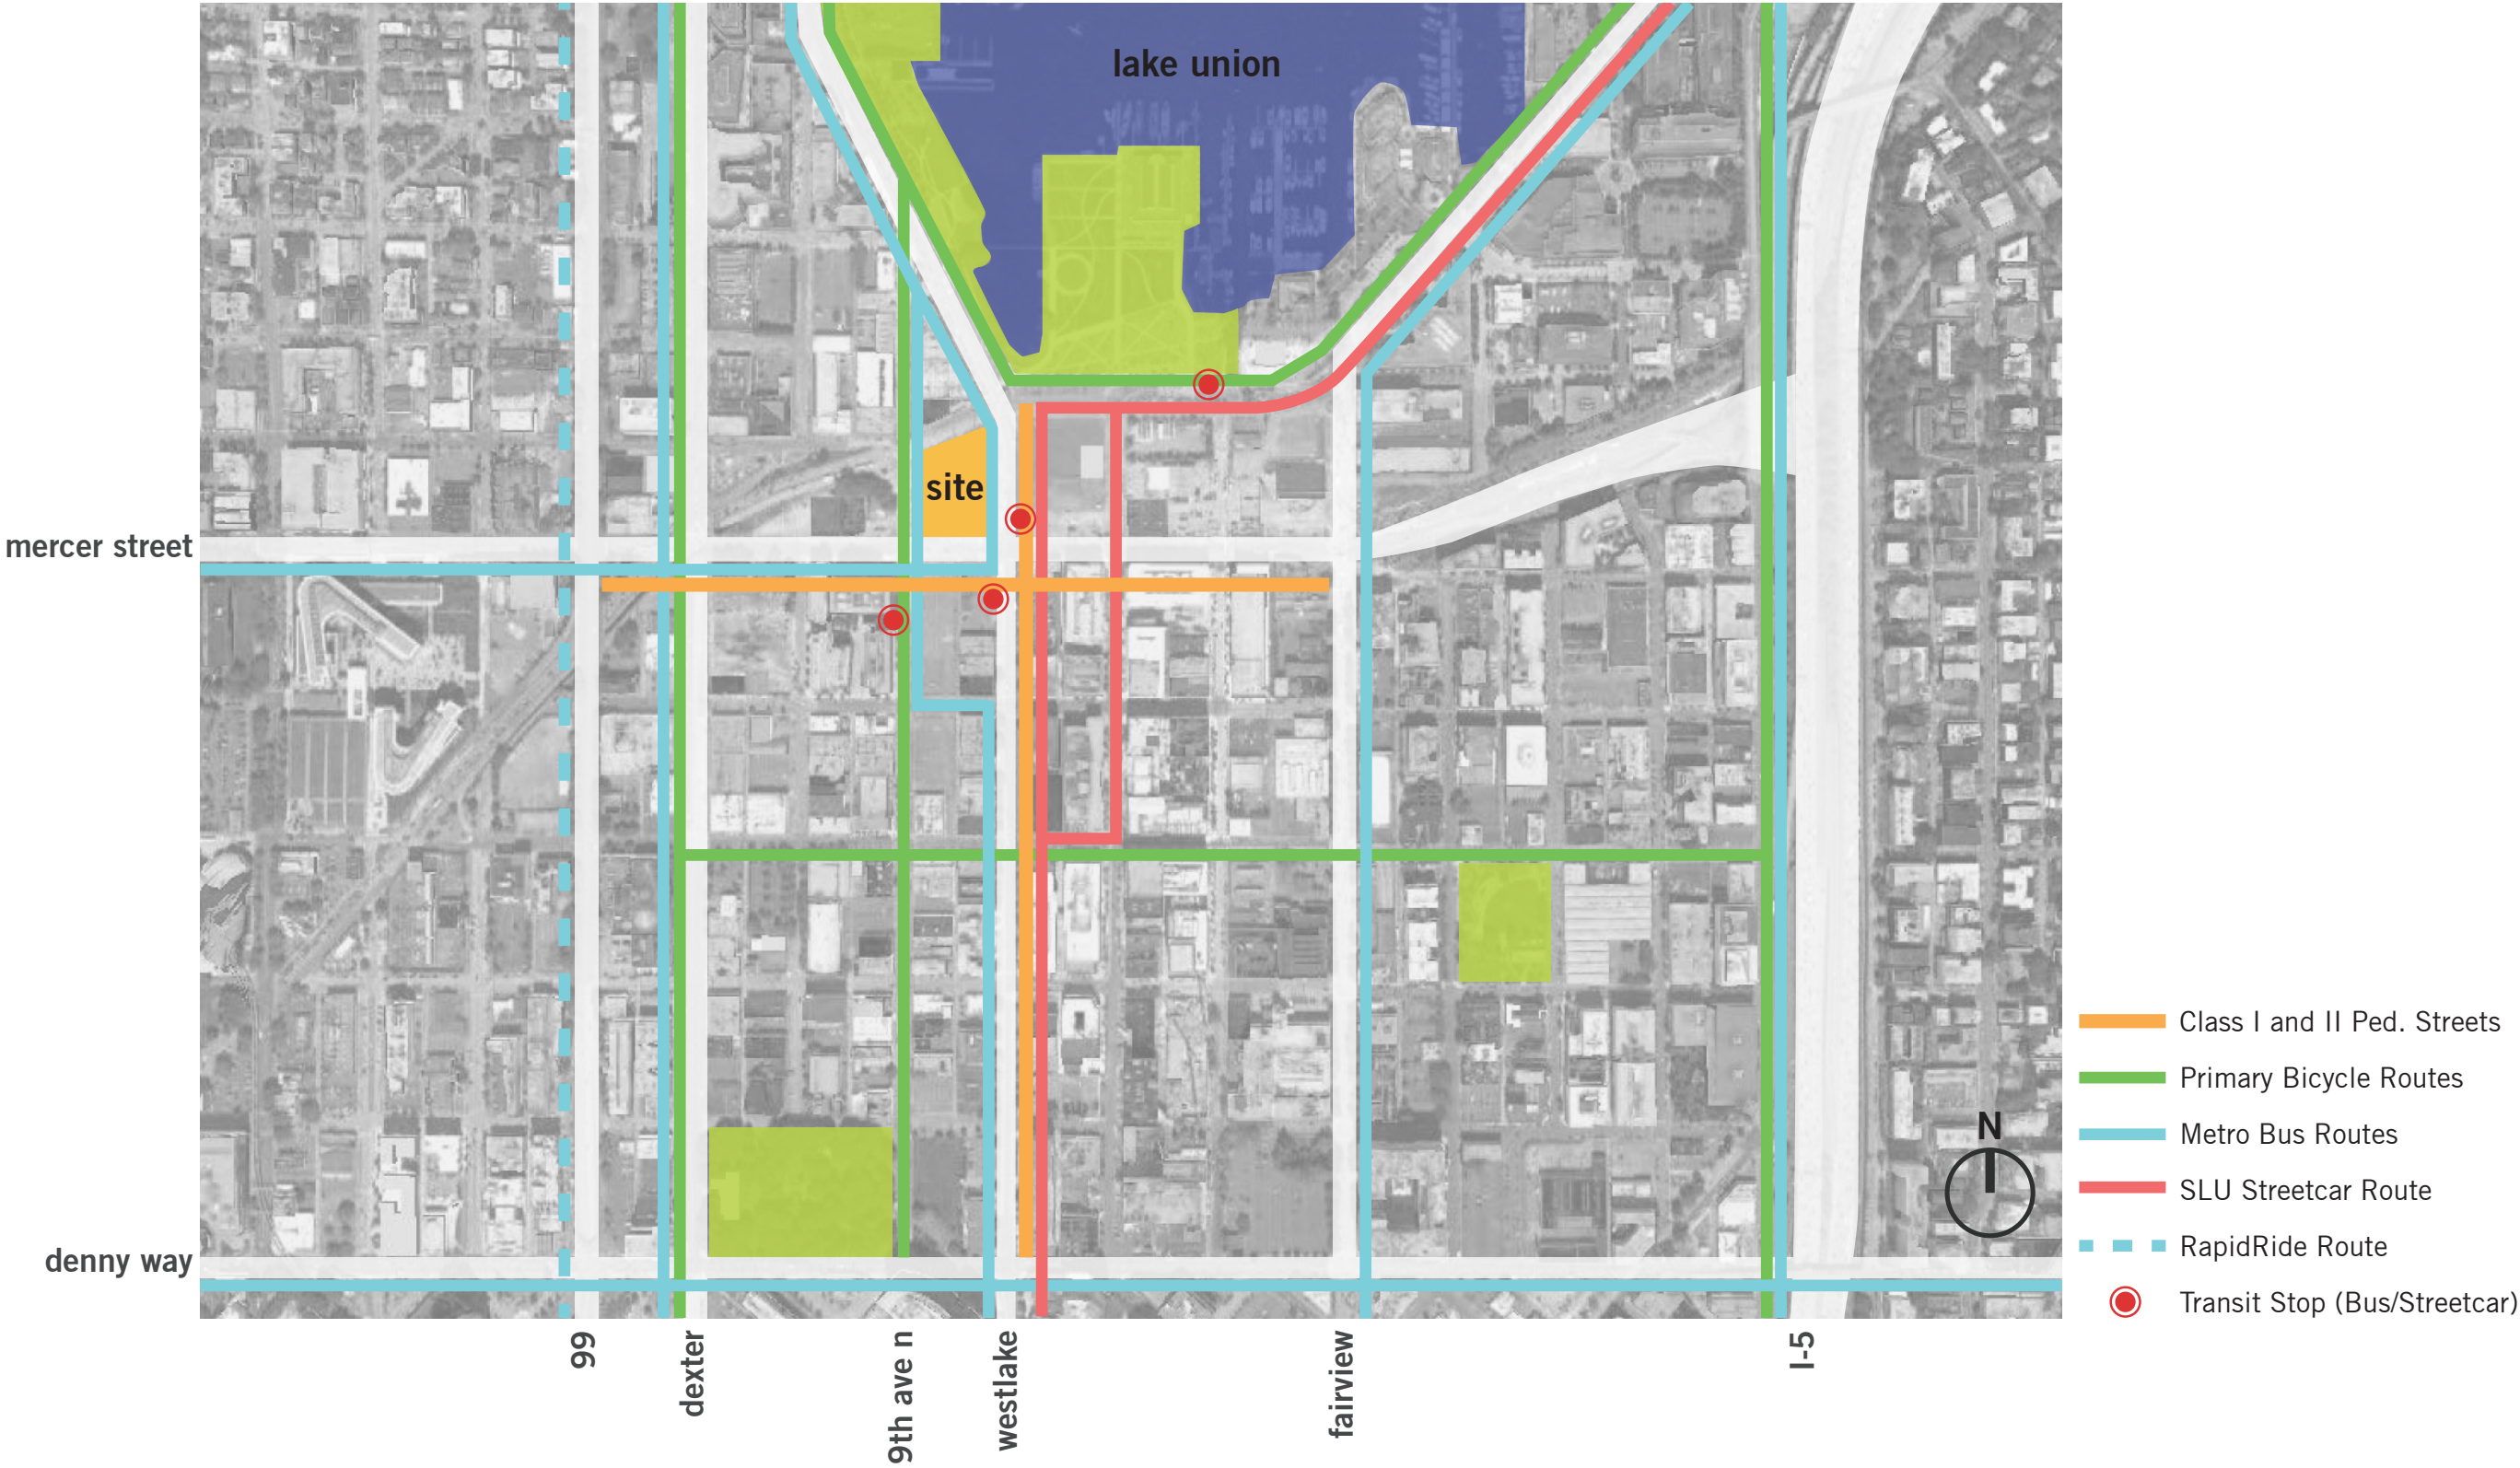 lake union
site
mercer street
denny way
Class I and II Ped. Streets
Primary Bicycle Routes
Metro Bus Routes
SLU Streetcar Route
RapidRide Route
Transit Stop (Bus/Streetcar)
N
99
dexter
9th ave n
westlake
fairview
I-5